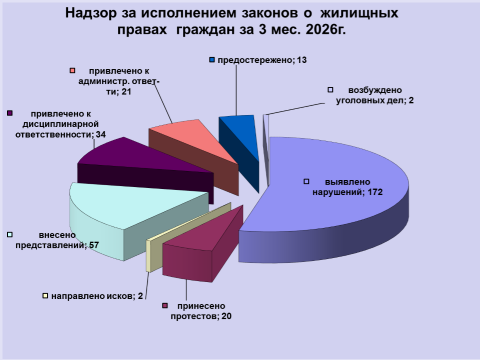 Надзор за исполнением законов о жилищных
правах граждан за 3 мес. 2026г.
предостережено; 13
привлечено к
администр. ответ-
ти; 21
возбуждено
уголовных дел; 2
привлечено к
дисциплинарной
ответственности; 34
выявлено
нарушений; 172
внесено
представлений; 57
направлено исков; 2
принесено
протестов; 20